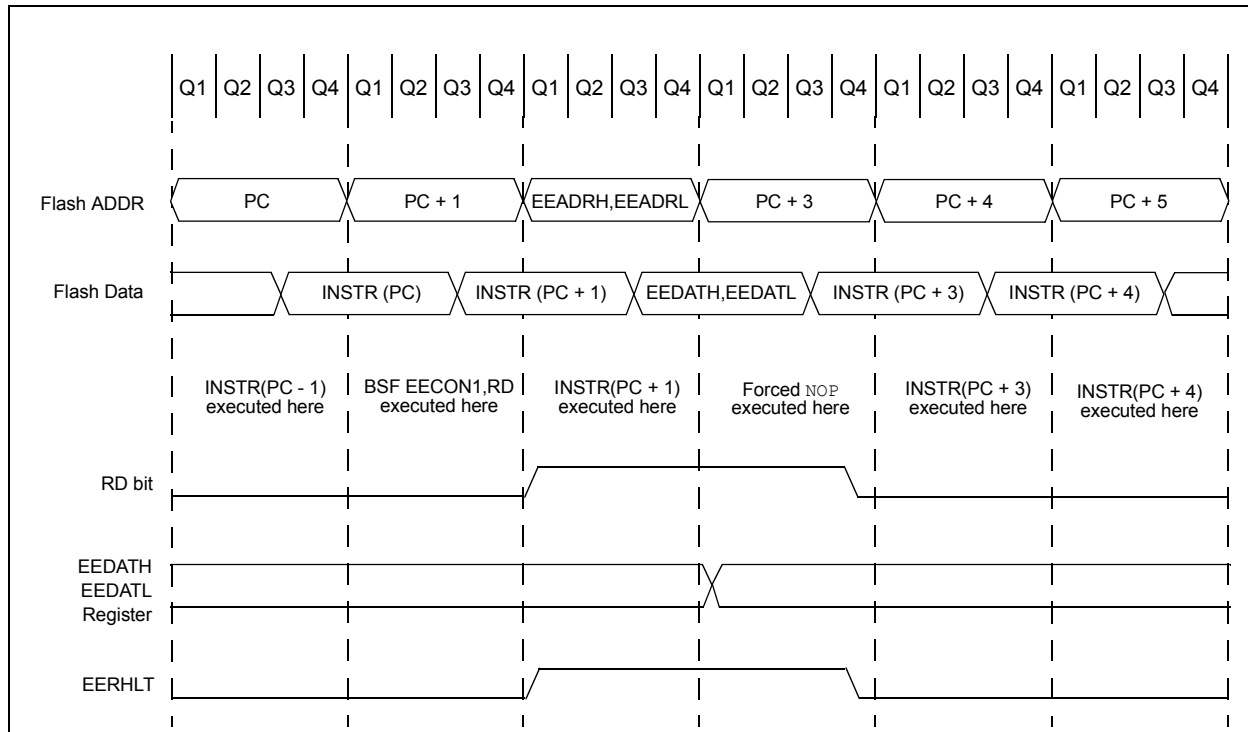 Q1 Q2 Q3 Q4 Q1 Q2 Q3 Q4 Q1 Q2 Q3 Q4 Q1 Q2 Q3 Q4 Q1 Q2 Q3 Q4 Q1 Q2 Q3 Q4
Flash ADDR PC PC + 1 EEADRH,EEADRL PC + 3 PC + 4 PC + 5
Flash Data INSTR (PC) INSTR (PC + 1) EEDATH,EEDATL INSTR (PC + 3) INSTR (PC + 4)
INSTR(PC - 1) BSF EECON1,RD INSTR(PC + 1) Forced NOP INSTR(PC + 3) INSTR(PC + 4)
executed here executed here executed here executed here executed here executed here
RD bit
EEDATH
EEDATL
Register
EERHLT